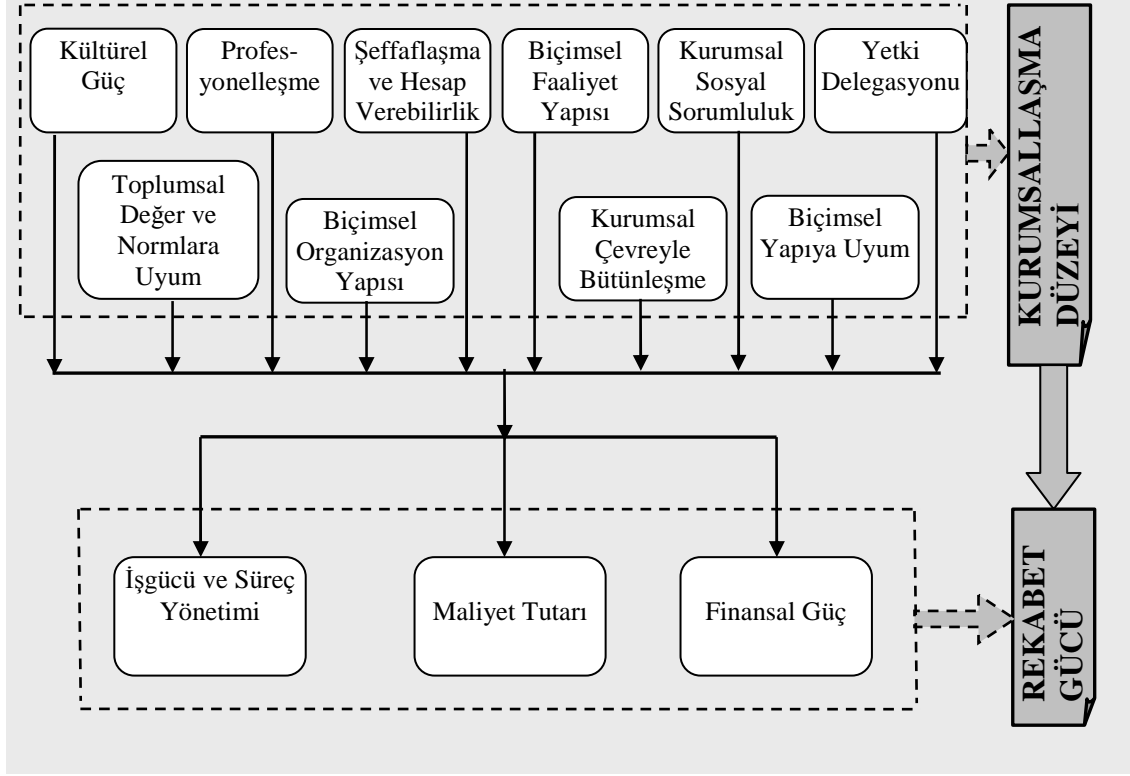 Kültürel
Güç
Profes-
yonelleşme
Şeffaflaşma
ve Hesap
Verebilirlik
Biçimsel
Faaliyet
Yapısı
Kurumsal
Sosyal
Sorumluluk
Yetki
Delegasyonu
Toplumsal
Değer ve
Normlara
Uyum
Biçimsel
Organizasyon
Yapısı
Kurumsal
Çevreyle
Bütünleşme
Biçimsel
Yapıya Uyum
KURUMSALLAŞMA
DÜZEYİ
İşgücü ve Süreç
Yönetimi
Maliyet Tutarı
Finansal Güç
REKABET
GÜCÜ